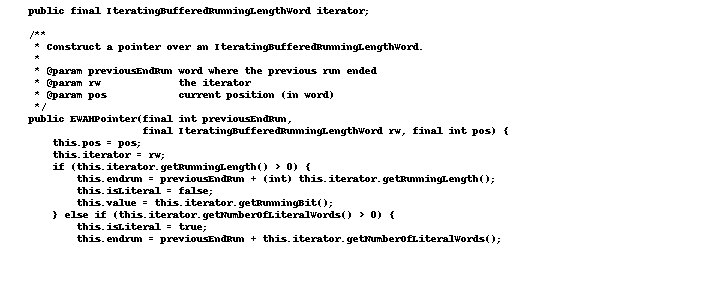 public final IteratingBufferedRunningLengthWord iterator;
/**
* Construct a pointer over an IteratingBufferedRunningLengthWord.
*
* @param previousEndRun word where the previous run ended
* @param rw the iterator
* @param pos current position (in word)
*/
public EWAHPointer(final int previousEndRun,
final IteratingBufferedRunningLengthWord rw, final int pos) {
this.pos = pos;
this.iterator = rw;
if (this.iterator.getRunningLength() > 0) {
this.endrun = previousEndRun + (int) this.iterator.getRunningLength();
this.isLiteral = false;
this.value = this.iterator.getRunningBit();
} else if (this.iterator.getNumberOfLiteralWords() > 0) {
this.isLiteral = true;
this.endrun = previousEndRun + this.iterator.getNumberOfLiteralWords();